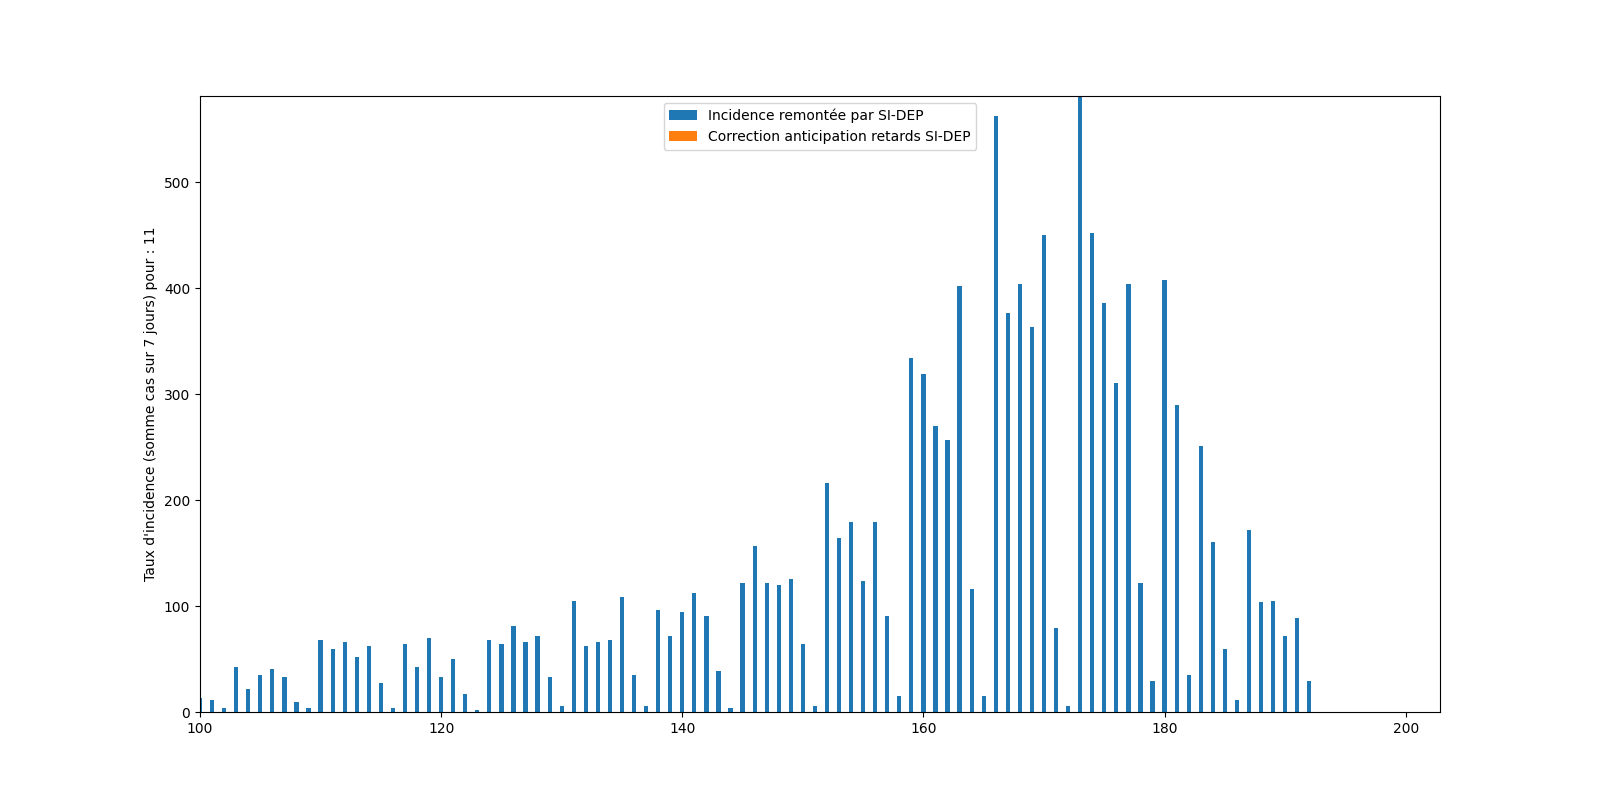 Incidence remontée par SI-DEP
Correction anticipation retards SI-DEP
Taux d'incidence (somme cas sur 7 jours) pour : 11
500
400
300
200
100
0
100 120 140 160 180 200